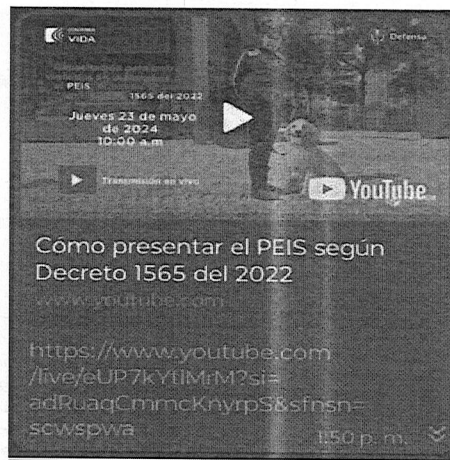 VIDA
Defensa
PEIS
1565 del 2022
Jueves 23 de mayo
de 2024
10:00 a.m
Transmisión en vivo
YouTube
Cómo presentar el PEIS según
Decreto 1565 del 2022
www.youtube.com
https://www.youtube.com
/live/eUP7kYtlMrM?si=
adRuaqCmmcKnyrpS&sfnsn=
scwspwa
1:50 p. m.